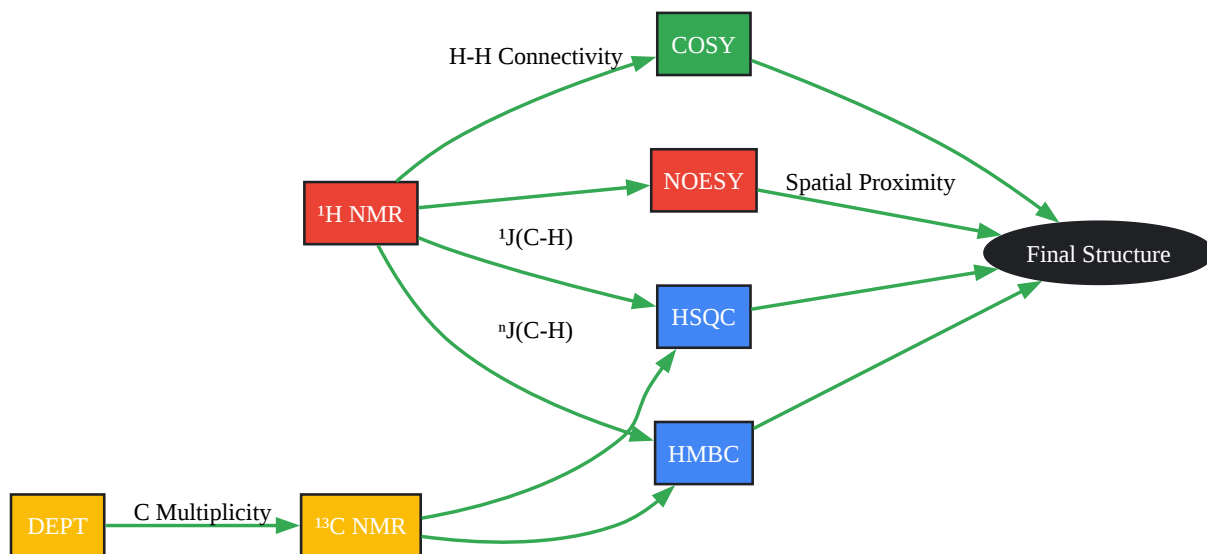 COSY
H-H Connectivity
NOESY
Spatial Proximity
¹H NMR
¹J(C-H)
Final Structure
HSQC
ⁿJ(C-H)
HMBC
C Multiplicity
DEPT
¹³C NMR